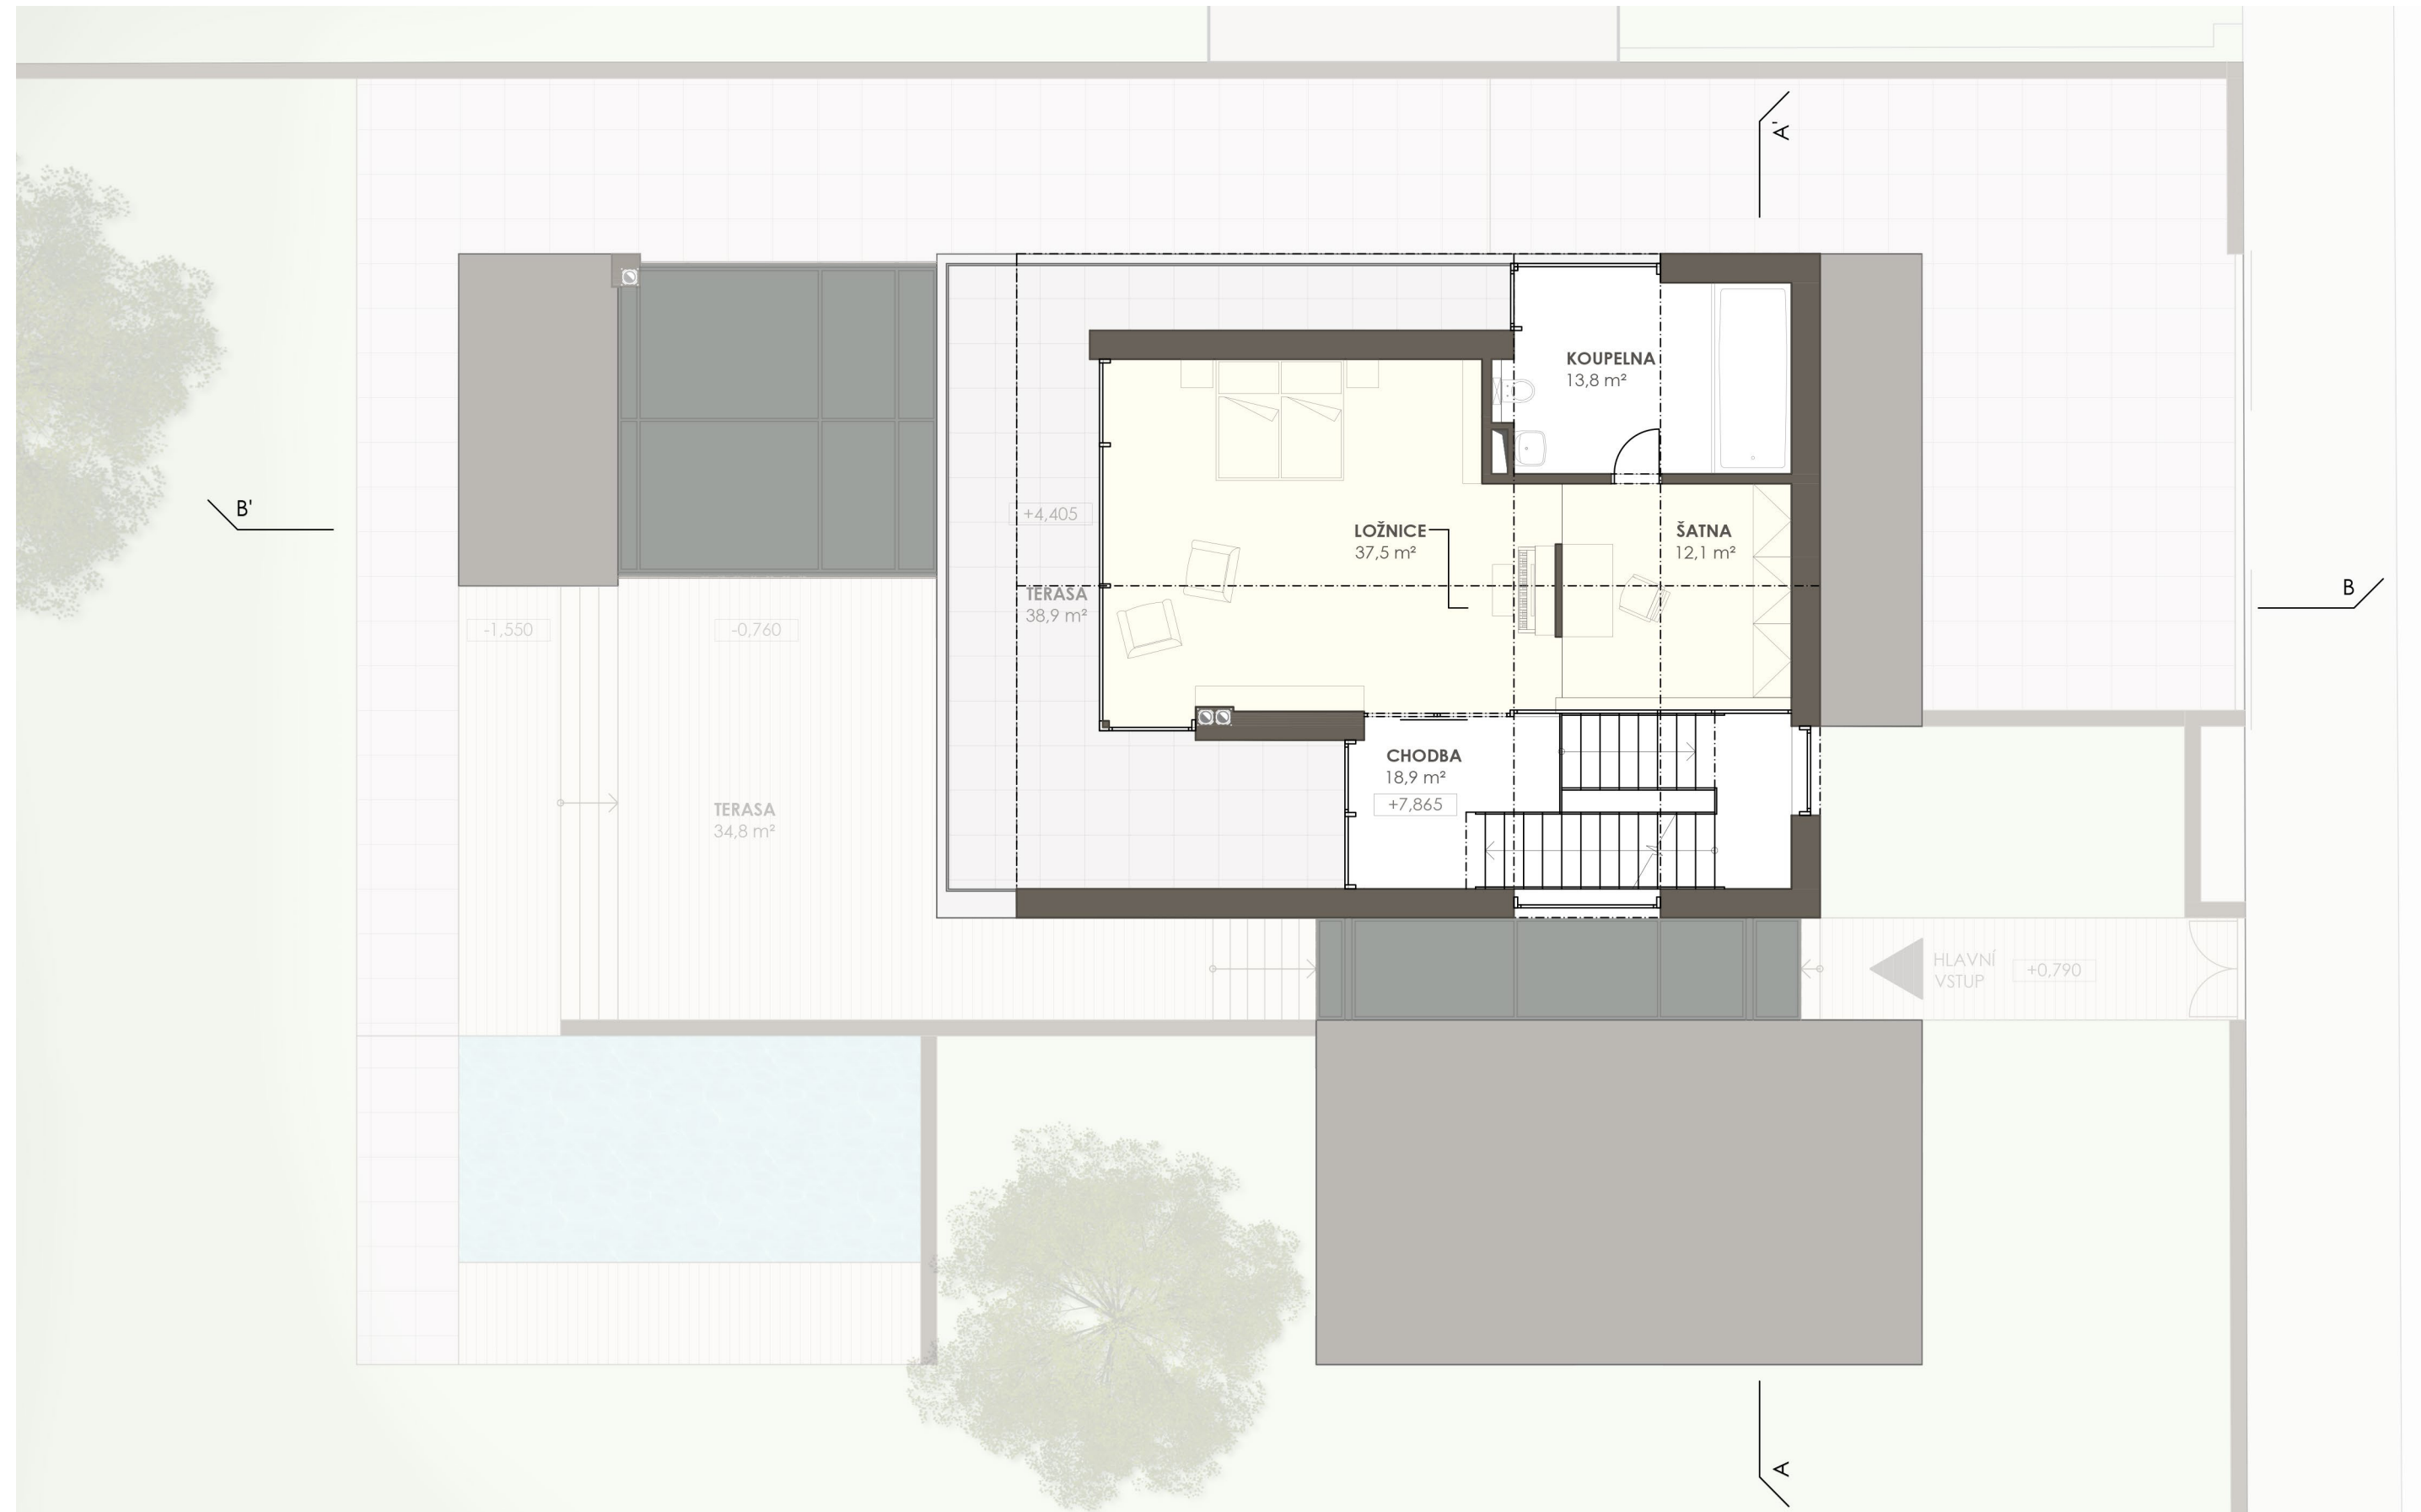 A'
KOUPELNA
13,8 m²
B'
+4,405
LOŽNICE
37,5 m²
ŠATNA
12,1 m²
TERASA
38,9 m²
B
-1,550
-0,760
CHODBA
18,9 m²
+7,865
TERASA
34,8 m²
HLAVNÍ
VSTUP
+0,790
A